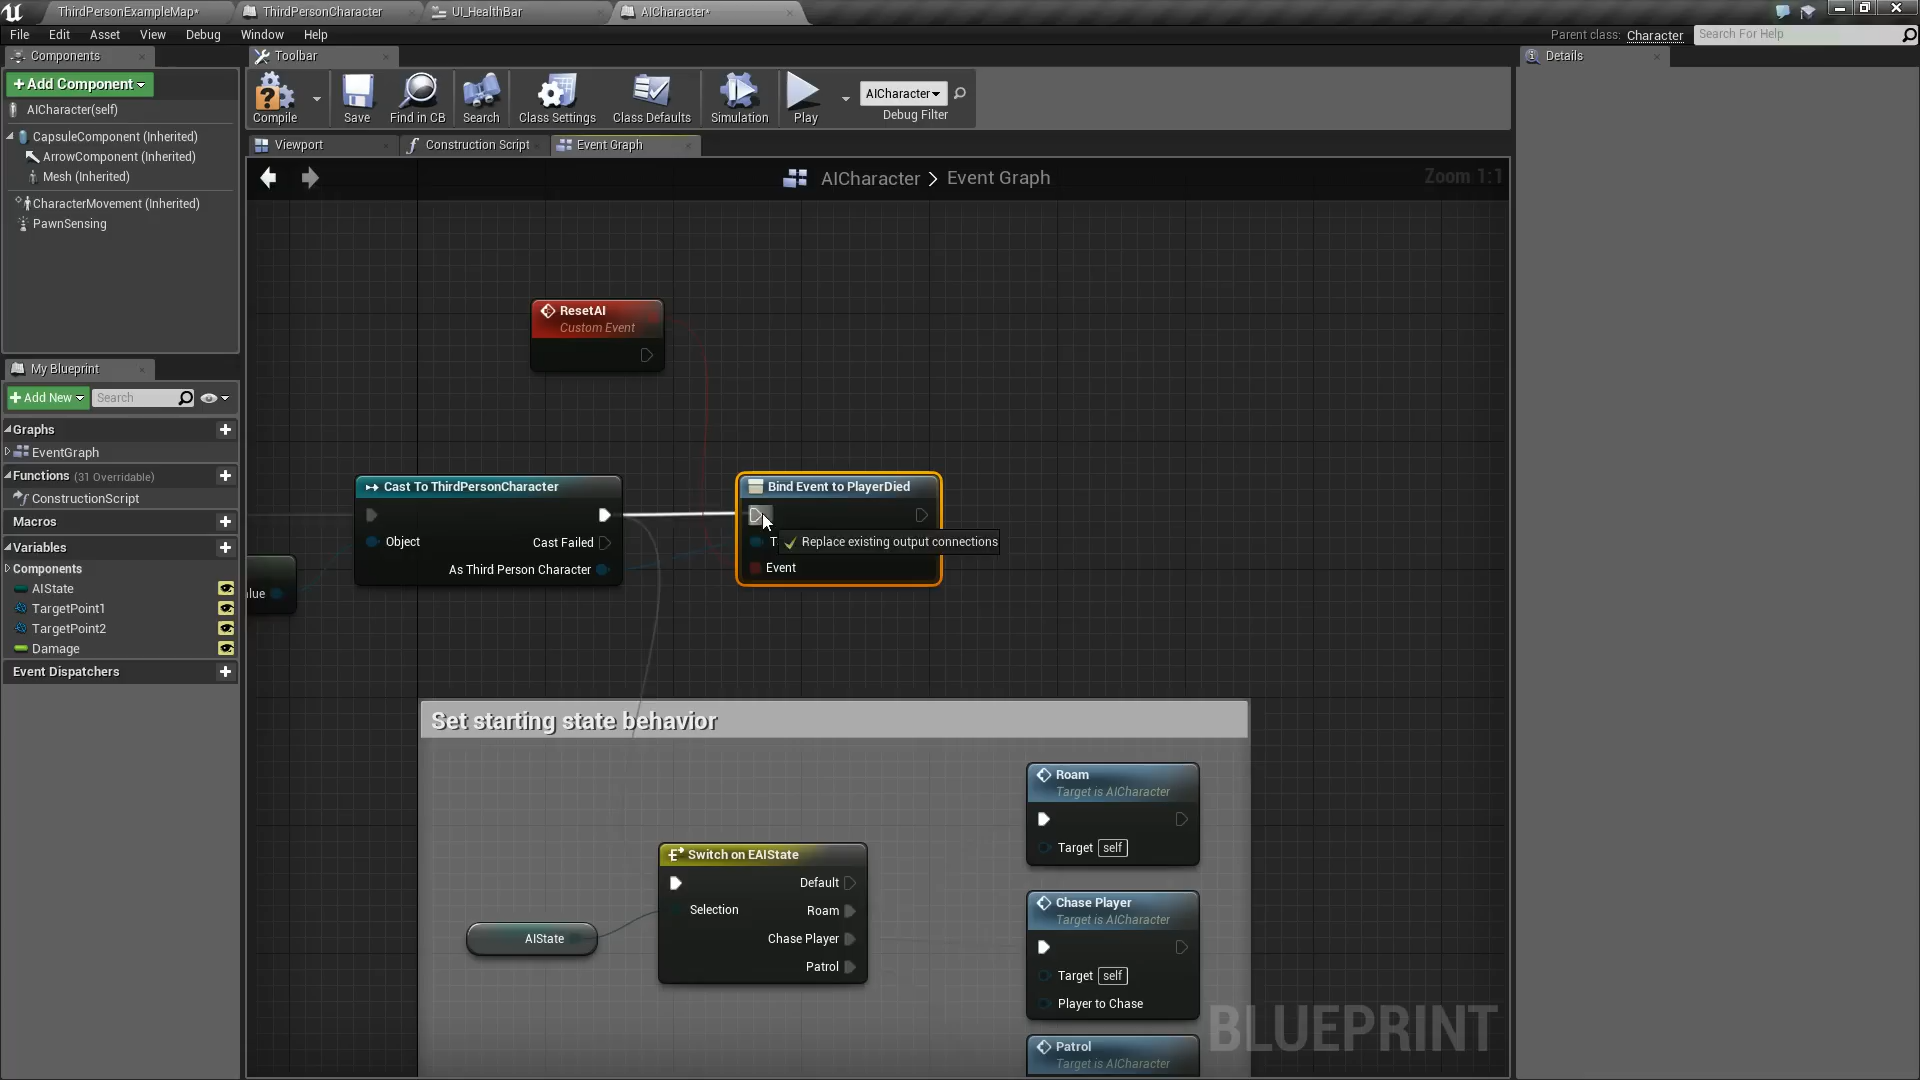 ThirdPersonExampleMap*
ThirdPersonCharacter
UI_HealthBar
AICharacter*
File
Edit
Asset
View
Debug
Window
Help
Parent class: Character
Search For Help
Components
Toolbar
Details
+ Add Component
AICharacter(self)
CapsuleComponent (Inherited)
ArrowComponent (Inherited)
Mesh (Inherited)
CharacterMovement (Inherited)
PawnSensing
Compile
Save
Find in CB
Search
Class Settings
Class Defaults
Simulation
Play
AICharacter
Debug Filter
Viewport
Construction Script
Event Graph
AICharacter > Event Graph
Zoom 1:1
My Blueprint
+ Add New
Search
Graphs
EventGraph
Functions (31 Overridable)
ConstructionScript
Macros
Variables
Components
AIState
TargetPoint1
TargetPoint2
Damage
Event Dispatchers
ResetAI
Custom Event
Cast To ThirdPersonCharacter
Object
Cast Failed
As Third Person Character
alue
Bind Event to PlayerDied
T
Replace existing output connections
Event
Set starting state behavior
Roam
Target is AICharacter
Target self
Switch on EAIState
Default
Selection
Roam
Chase Player
Patrol
AIState
Chase Player
Target is AICharacter
Target self
Player to Chase
Patrol
Target is AICharacter
BLUEPRINT